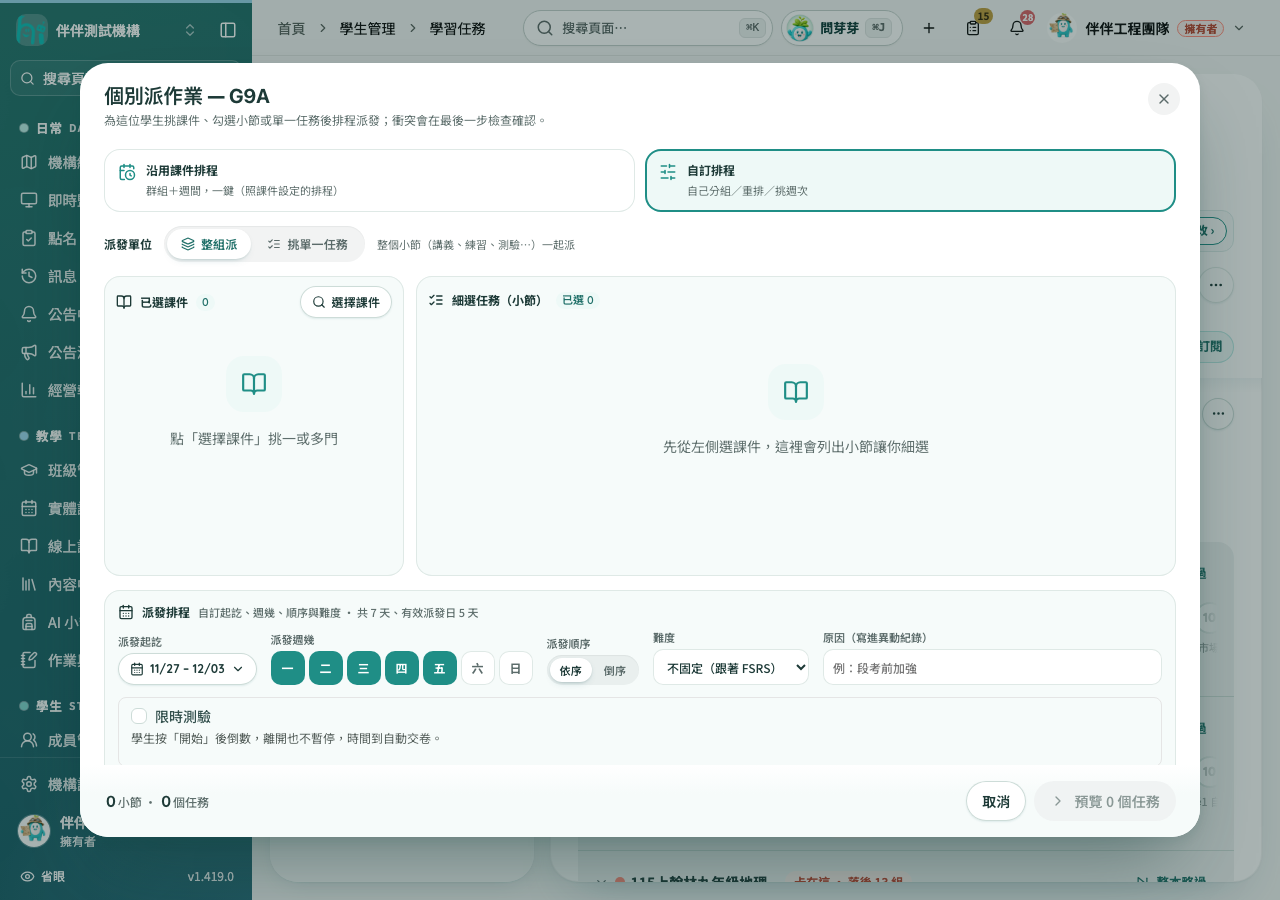 伴伴測試機構
首頁 › 學生管理 › 學習任務
搜尋頁面⋯ ⌘K
問芽芽 ⌘J
15
28
伴伴工程團隊 擁有者
搜尋頁
日常
機構
即時
點名
訊息
公告
公告
經營
教學
班級
實體
線上
內容
AI 小
作業
學生
成員
機構
伴伴
擁有者
省眼 v1.419.0
個別派作業 — G9A
為這位學生挑課件、勾選小節或單一任務後排程派發；衝突會在最後一步檢查確認。
沿用課件排程
群組＋週間，一鍵（照課件設定的排程）
自訂排程
自己分組／重排／挑週次
派發單位 整組派 挑單一任務 整個小節（講義、練習、測驗⋯）一起派
已選課件 0 選擇課件
點「選擇課件」挑一或多門
細選任務（小節） 已選 0
先從左側選課件，這裡會列出小節讓你細選
派發排程 自訂起訖、週幾、順序與難度 · 共 7 天、有效派發日 5 天
派發起訖
11/27 – 12/03
派發週幾
一 二 三 四 五 六 日
派發順序
依序 倒序
難度
不固定（跟著 FSRS）
原因（寫進異動紀錄）
例：段考前加強
限時測驗
學生按「開始」後倒數，離開也不暫停，時間到自動交卷。
0 小節 · 0 個任務
取消
預覽 0 個任務
訂閱
115上翰林九年級地理